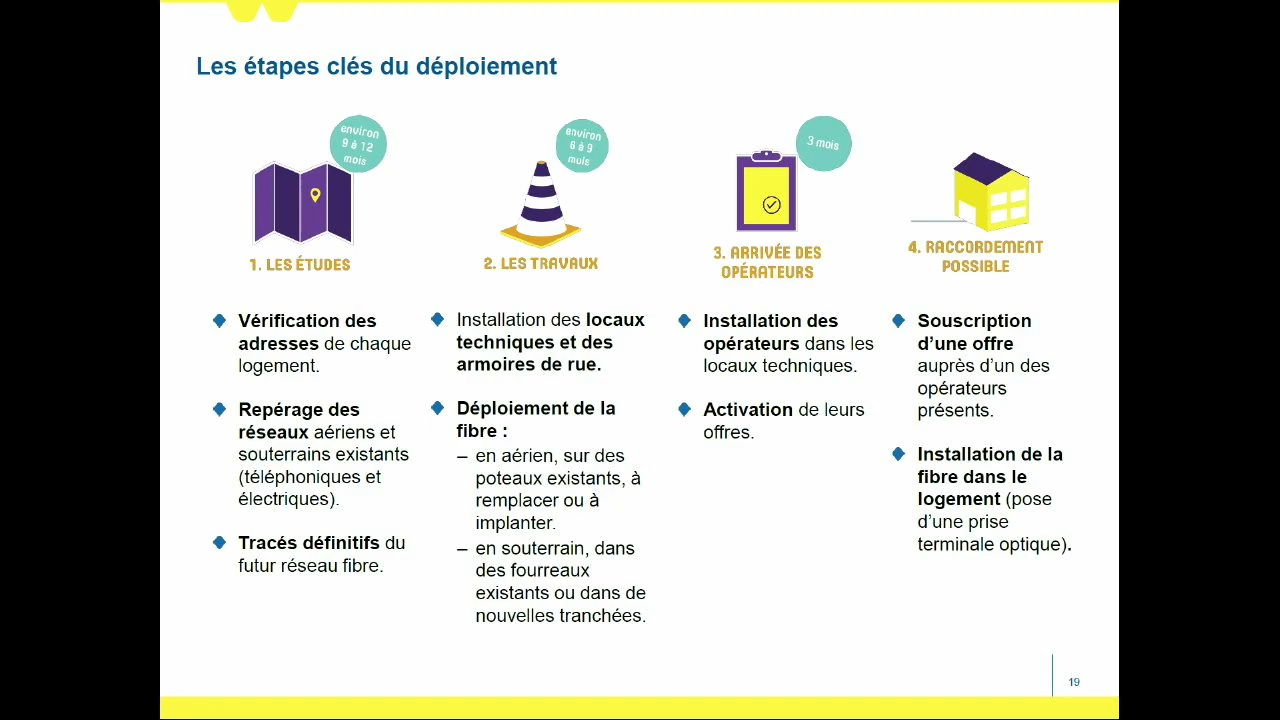 Les étapes clés du déploiement
environ
9 à 12
mois
environ
6 à 9
mois
3 mois
1. LES ÉTUDES
2. LES TRAVAUX
3. ARRIVÉE DES
OPÉRATEURS
4. RACCORDEMENT
POSSIBLE
Vérification des
adresses de chaque
logement.
Repérage des
réseaux aériens et
souterrains existants
(téléphoniques et
électriques).
Tracés définitifs du
futur réseau fibre.
Installation des locaux
techniques et des
armoires de rue.
Déploiement de la
fibre :
– en aérien, sur des
poteaux existants, à
remplacer ou à
implanter.
– en souterrain, dans
des fourreaux
existants ou dans de
nouvelles tranchées.
Installation des
opérateurs dans les
locaux techniques.
Activation de leurs
offres.
Souscription
d’une offre
auprès d’un des
opérateurs
présents.
Installation de la
fibre dans le
logement (pose
d’une prise
terminale optique).
19